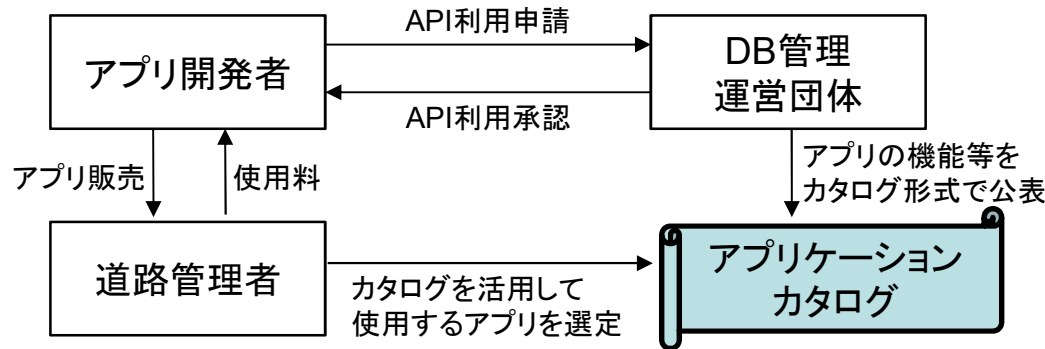 API利用申請
アプリ開発者
DB管理
運営団体
API利用承認
アプリ販売
使用料
アプリの機能等を
カタログ形式で公表
道路管理者
カタログを活用して
使用するアプリを選定
アプリケーション
カタログ